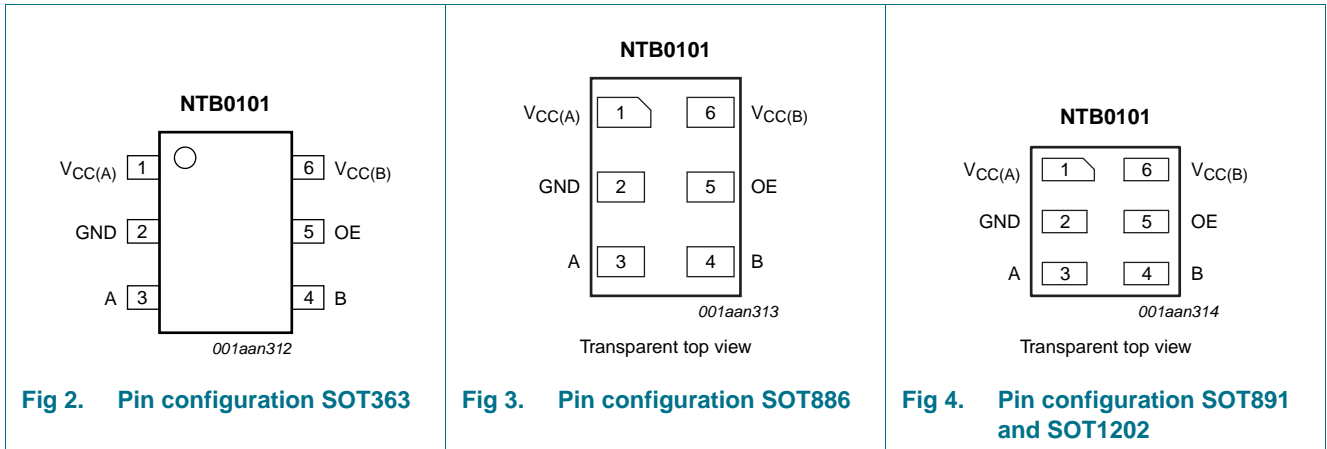 NTB0101
VCC(A) 1 6 VCC(B)
GND 2 5 OE
A 3 4 B
001aan312
Fig 2. Pin configuration SOT363
NTB0101
VCC(A) 1 6 VCC(B)
GND 2 5 OE
A 3 4 B
001aan313
Transparent top view
Fig 3. Pin configuration SOT886
NTB0101
VCC(A) 1 6 VCC(B)
GND 2 5 OE
A 3 4 B
001aan314
Transparent top view
Fig 4. Pin configuration SOT891
and SOT1202